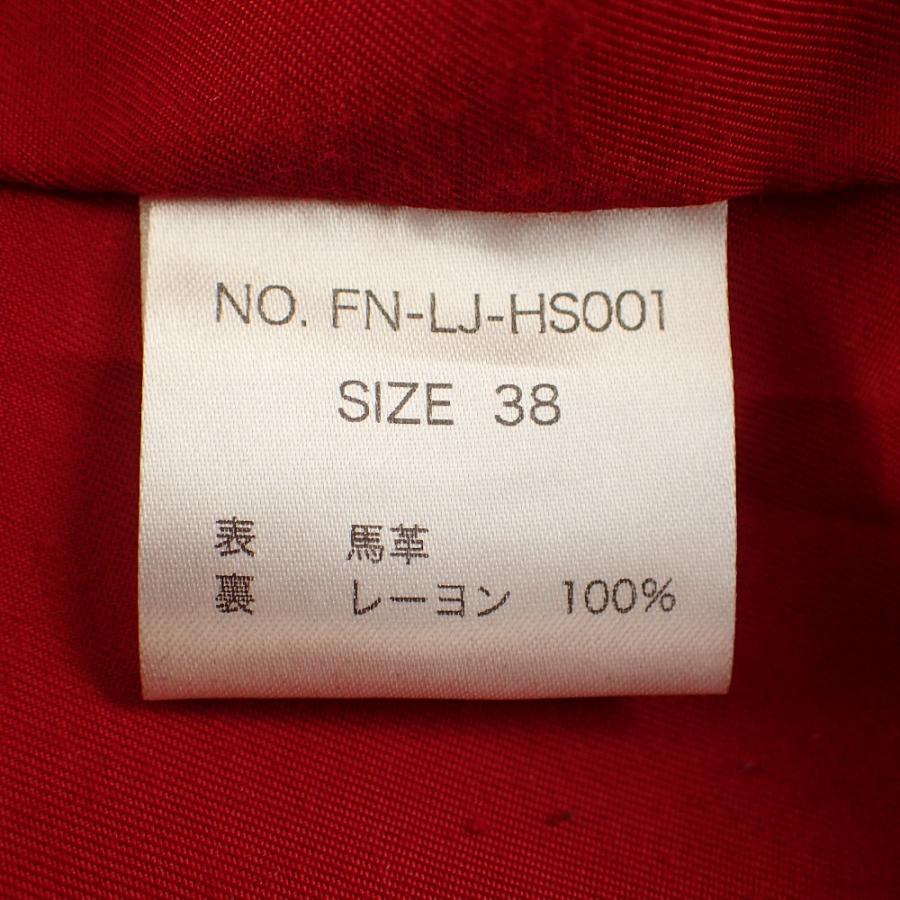 NO. FN-LJ-HS001
SIZE 38
表 馬革
裏 レーヨン 100%